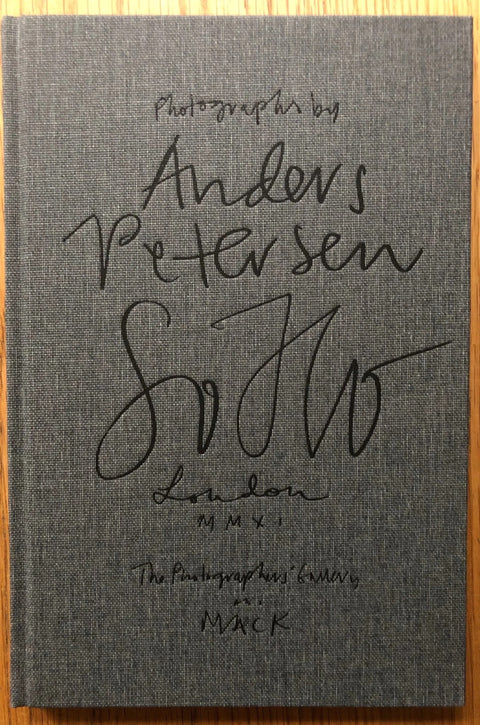 Photographs by
Anders
Petersen
SoHo
London
MMXI
The Photographers' Gallery
MACK